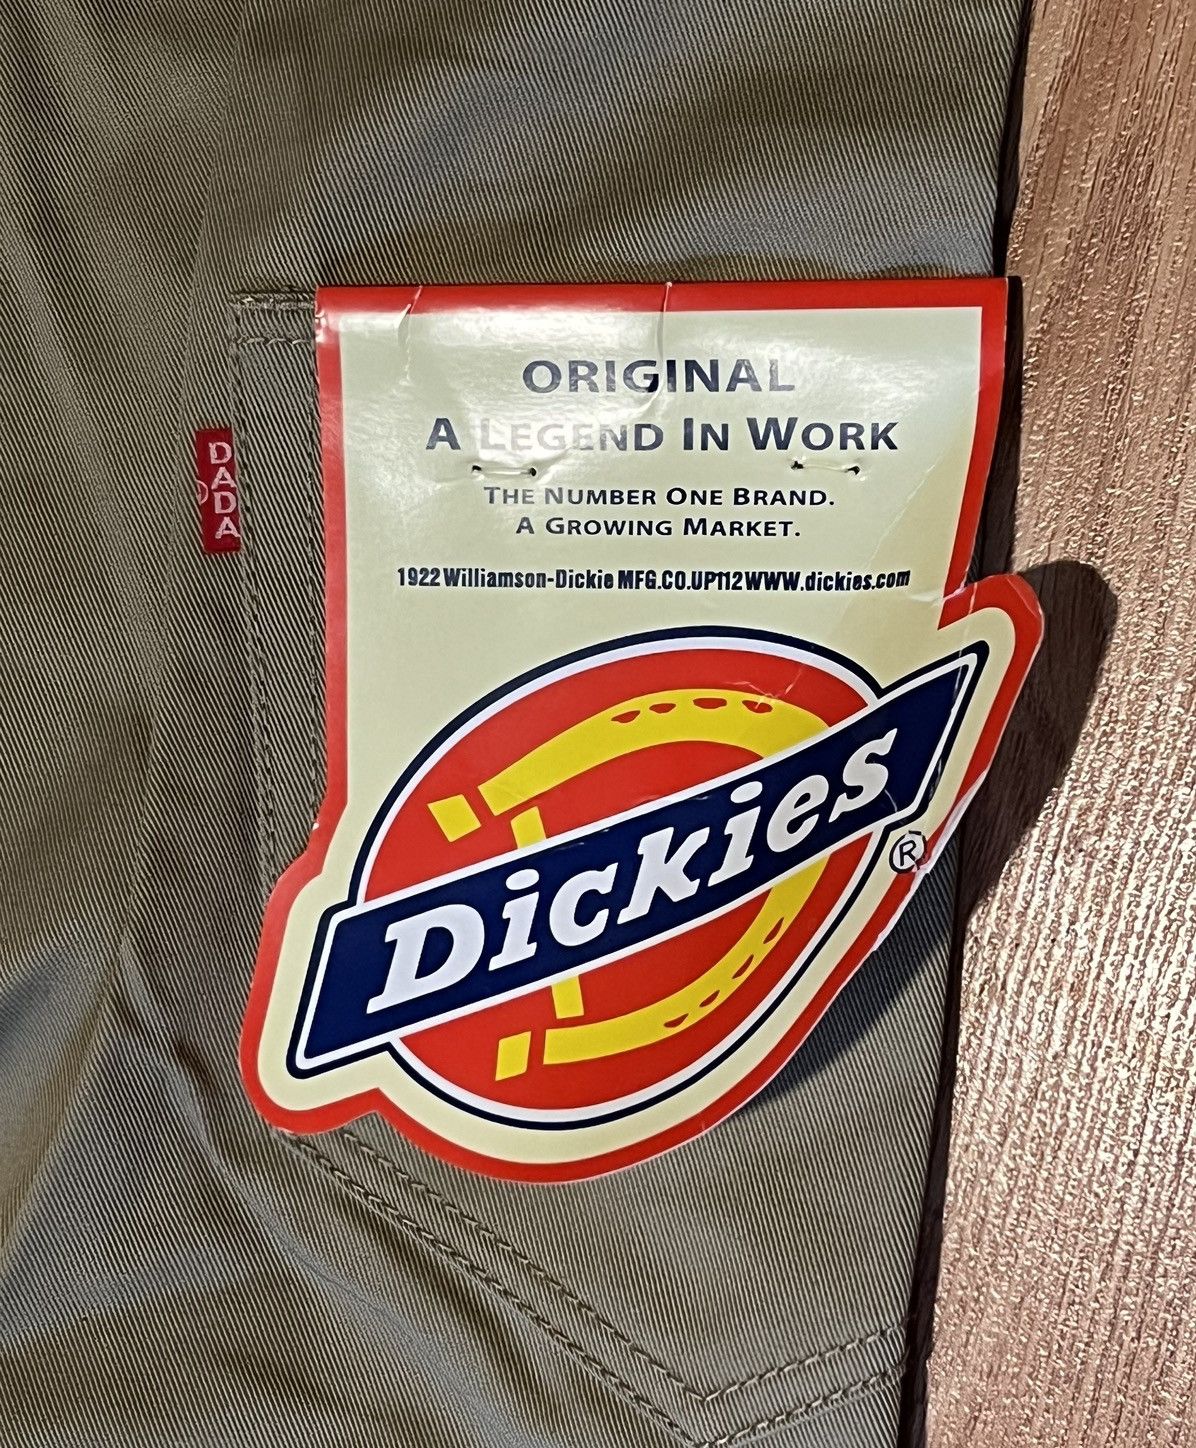 ORIGINAL
A LEGEND IN WORK
THE NUMBER ONE BRAND.
A GROWING MARKET.
1922 Williamson-Dickie MFG.CO.UP112WWW.dickies.com
Dickies
®
DADA